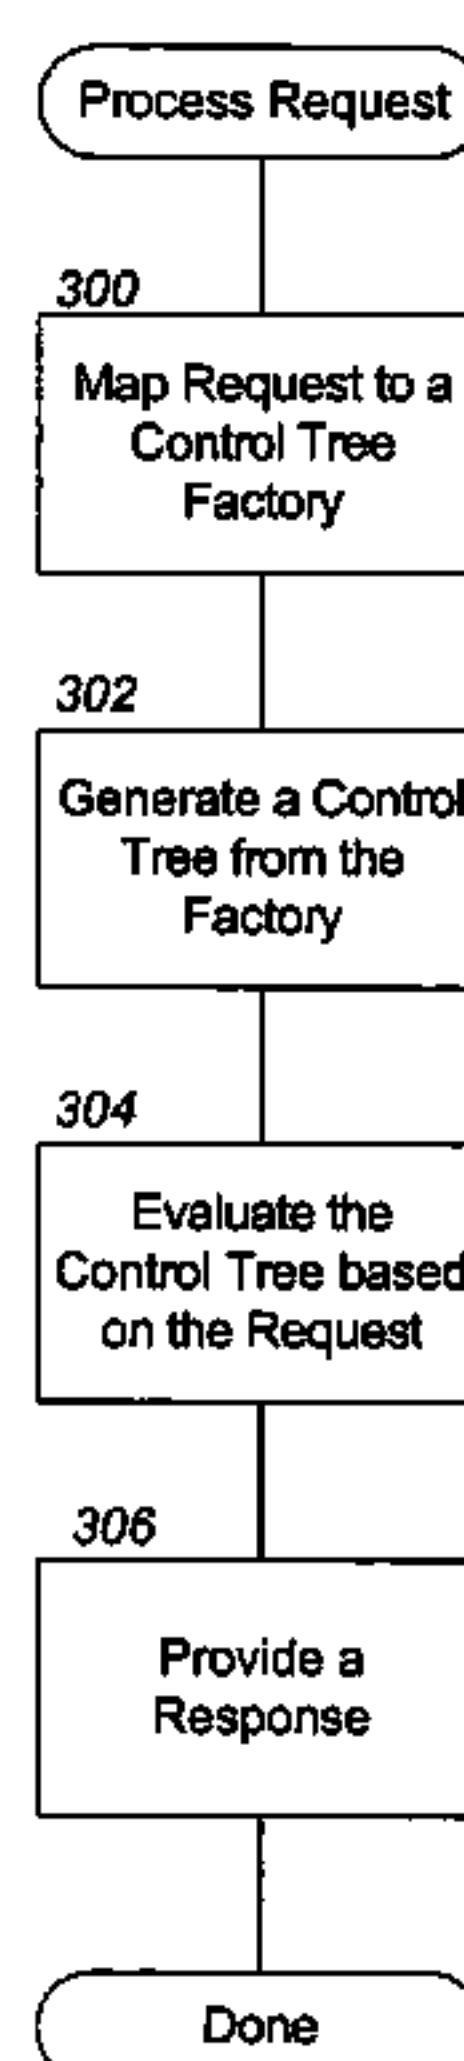 Process Request
300
Map Request to a
Control Tree
Factory
302
Generate a Control
Tree from the
Factory
304
Evaluate the
Control Tree based
on the Request
306
Provide a
Response
Done